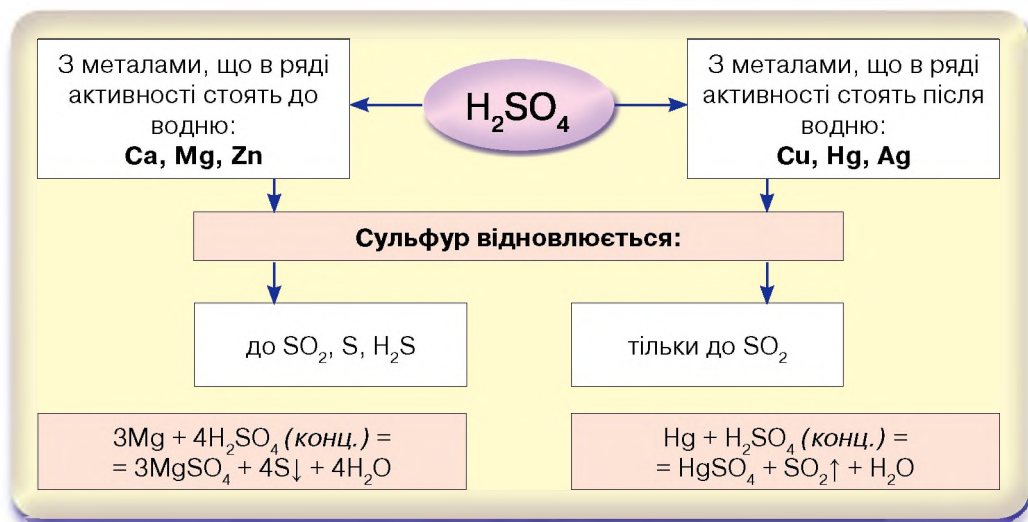 З металами, що в ряді
активності стоять до
водню:
Ca, Mg, Zn
H₂SO₄
З металами, що в ряді
активності стоять після
водню:
Cu, Hg, Ag
Сульфур відновлюється:
до SO₂, S, H₂S
тільки до SO₂
3Mg + 4H₂SO₄ (конц.) =
= 3MgSO₄ + 4S↓ + 4H₂O
Hg + H₂SO₄ (конц.) =
= HgSO₄ + SO₂↑ + H₂O